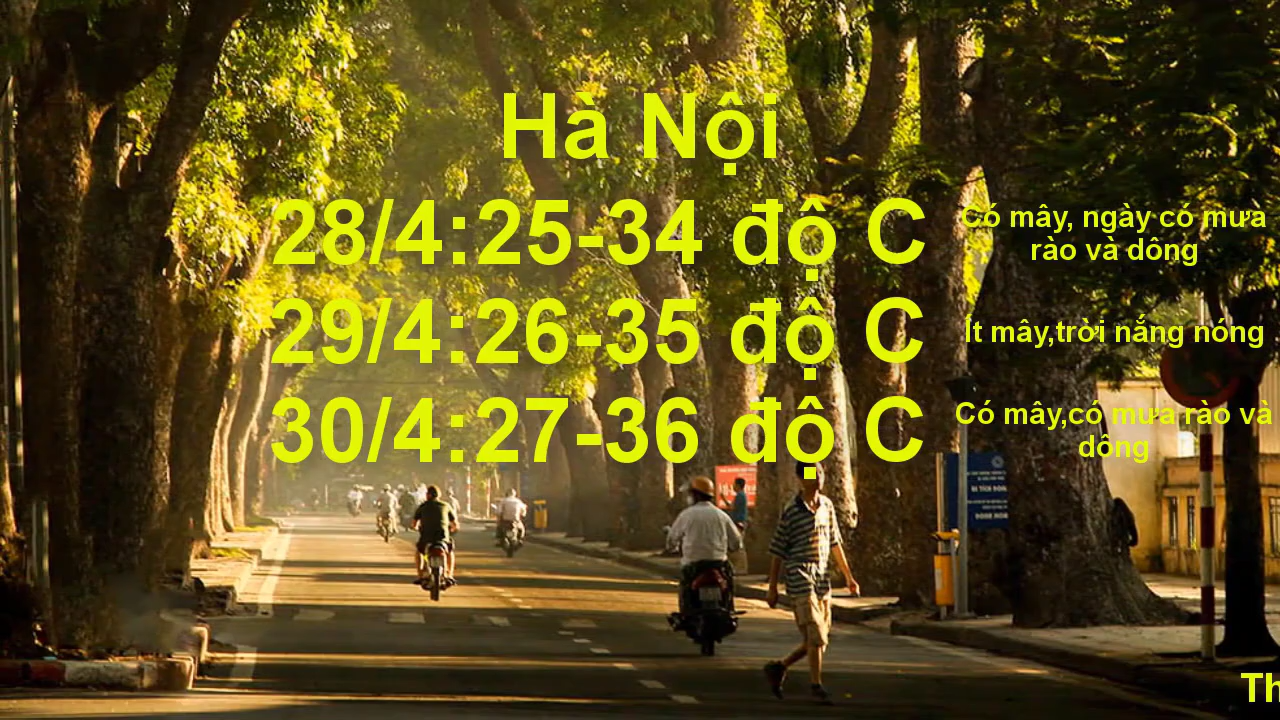 Hà Nội
28/4:25-34 độ C
Có mây, ngày có mưa
rào và dông
29/4:26-35 độ C
Ít mây,trời nắng nóng
30/4:27-36 độ C
Có mây,có mưa rào và
dông
Th